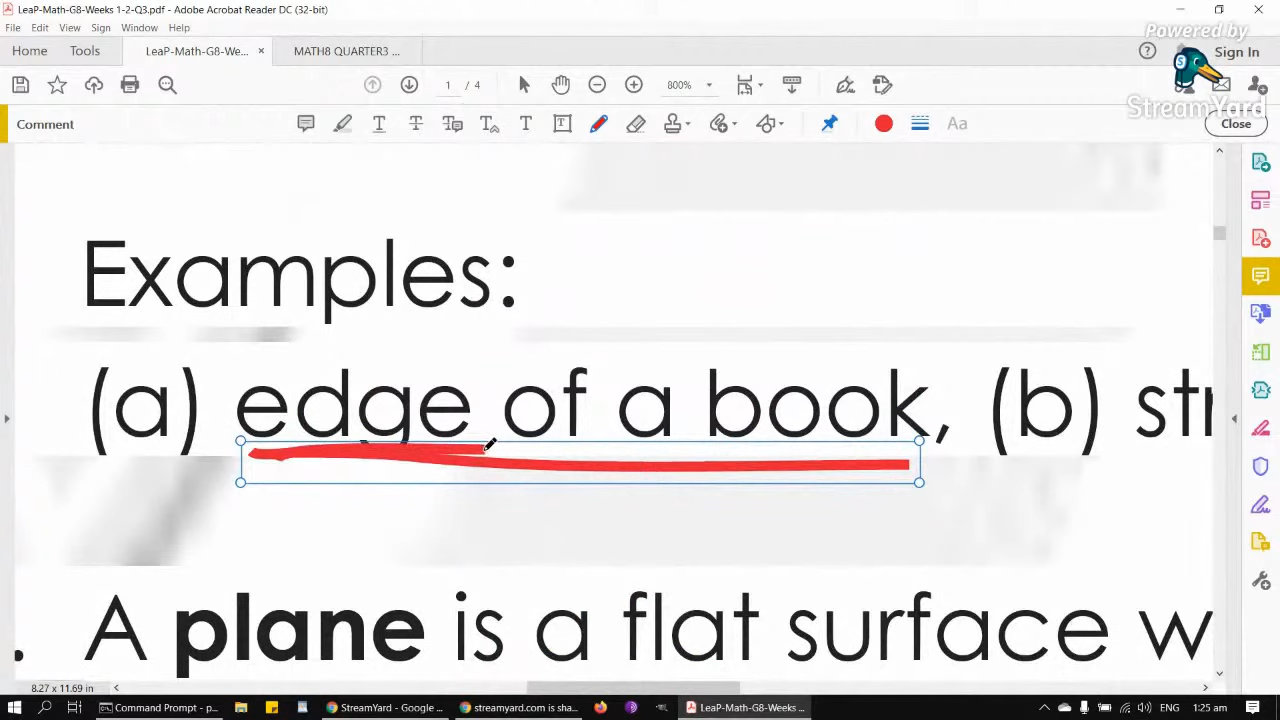 LeaP-Math-G8-Weeks 1-2-Q3.pdf - Adobe Acrobat Reader DC (32-bit)
File Edit View Sign Window Help
Powered by
StreamYard
Home Tools LeaP-Math-G8-We... × MATH8 QUARTER3 ... Sign In
1 / 4 800%
Comment Aa Close
Examples:
(a) edge of a book, (b) str
. A plane is a flat surface w
8.27 x 11.69 in
Command Prompt - p... StreamYard - Google ... streamyard.com is sha... LeaP-Math-G8-Weeks ... ENG 1:25 am